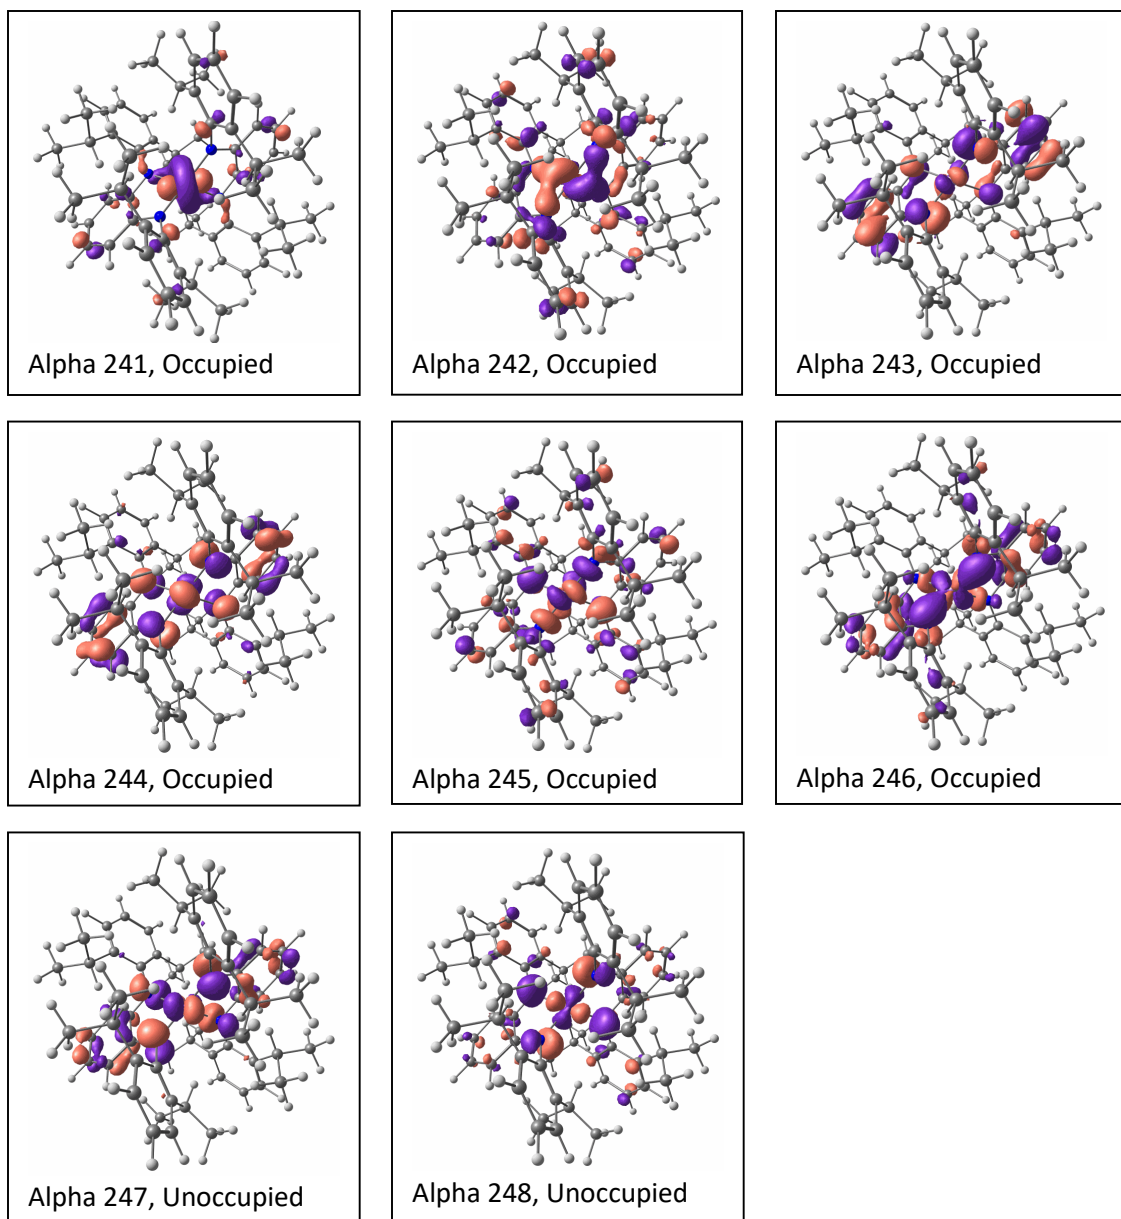 Alpha 241, Occupied
Alpha 242, Occupied
Alpha 243, Occupied
Alpha 244, Occupied
Alpha 245, Occupied
Alpha 246, Occupied
Alpha 247, Unoccupied
Alpha 248, Unoccupied